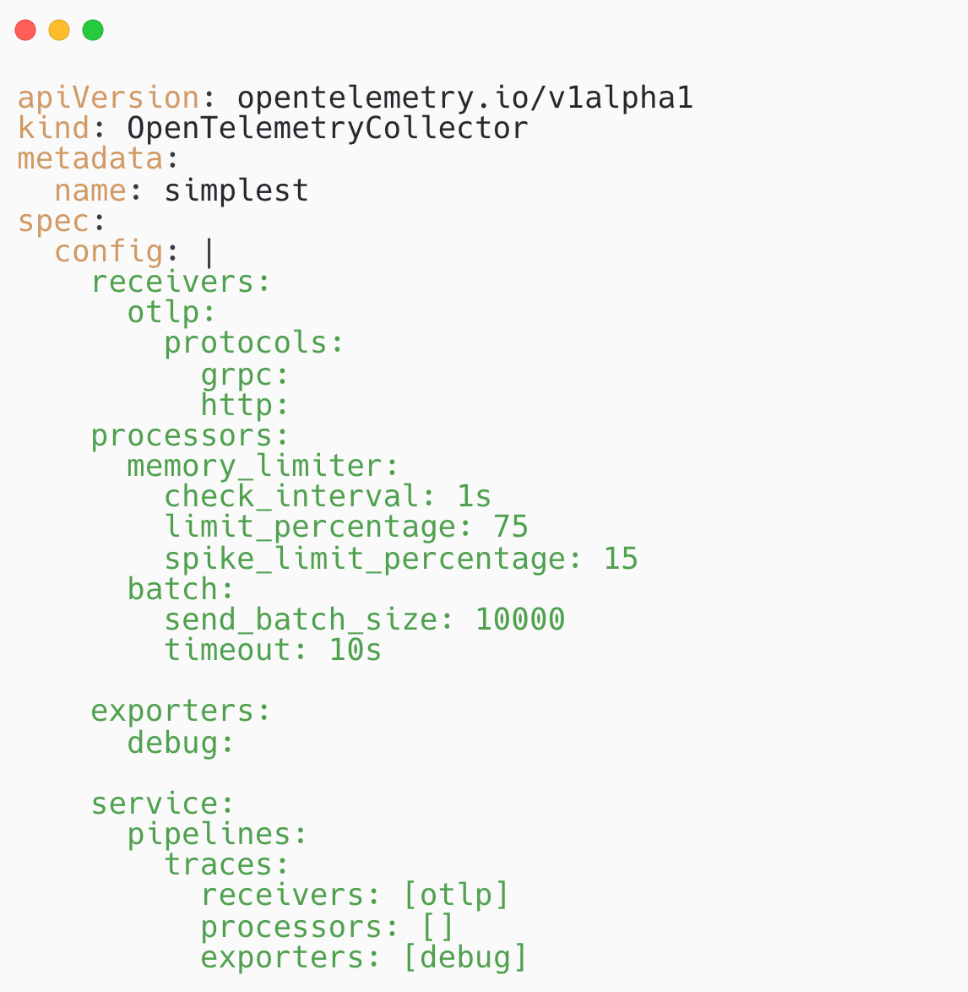 apiVersion: opentelemetry.io/v1alpha1
kind: OpenTelemetryCollector
metadata:
  name: simplest
spec:
  config: |
    receivers:
      otlp:
        protocols:
          grpc:
          http:
    processors:
      memory_limiter:
        check_interval: 1s
        limit_percentage: 75
        spike_limit_percentage: 15
      batch:
        send_batch_size: 10000
        timeout: 10s

    exporters:
      debug:

    service:
      pipelines:
        traces:
          receivers: [otlp]
          processors: []
          exporters: [debug]